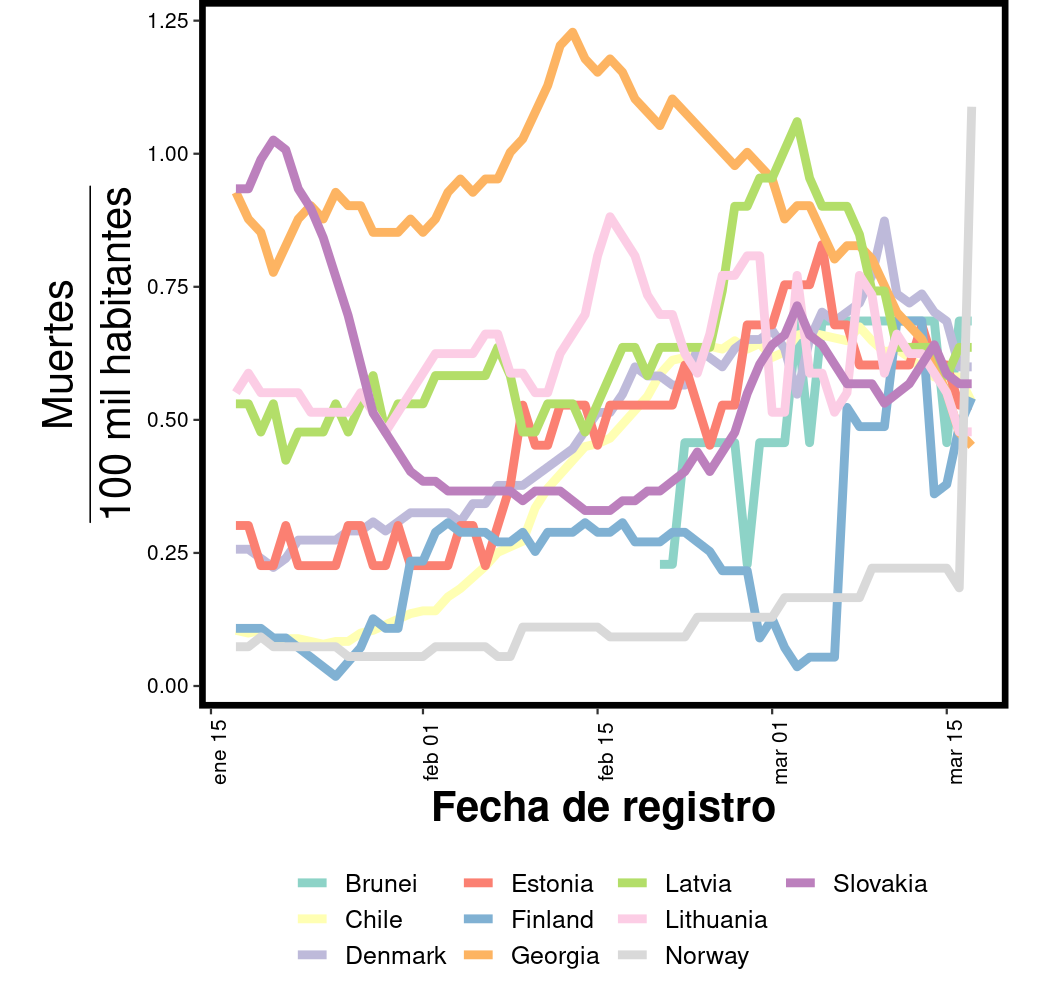 1.25
1.00
0.75
0.50
0.25
0.00
Muertes
100 mil habitantes
ene 15
feb 01
feb 15
mar 01
mar 15
Fecha de registro
Brunei Estonia Latvia Slovakia
Chile Finland Lithuania
Denmark Georgia Norway